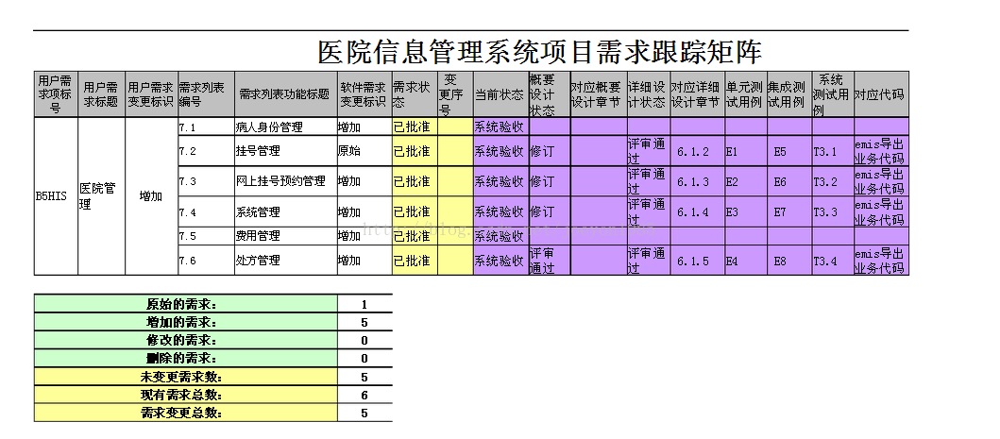 医院信息管理系统项目需求跟踪矩阵
用户需求项标号 用户需求标题 用户需求变更标识 需求列表编号 需求列表功能标题 软件需求变更标识 需求状态 变更序号 当前状态 概要设计状态 对应概要设计章节 详细设计状态 对应详细设计章节 单元测试用例 集成测试用例 系统测试用例 对应代码
B5HIS 医院管理 增加
7.1 病人身份管理 增加 已批准 系统验收
7.2 挂号管理 原始 已批准 系统验收 修订 评审通过 6.1.2 E1 E5 T3.1 emis导出业务代码
7.3 网上挂号预约管理 增加 已批准 系统验收 修订 评审通过 6.1.3 E2 E6 T3.2 emis导出业务代码
7.4 系统管理 增加 已批准 系统验收 修订 评审通过 6.1.4 E3 E7 T3.3 emis导出业务代码
7.5 费用管理 增加 已批准 系统验收
7.6 处方管理 增加 已批准 系统验收 评审通过 评审通过 6.1.5 E4 E8 T3.4 emis导出业务代码
原始的需求: 1
增加的需求: 5
修改的需求: 0
删除的需求: 0
未变更需求数: 5
现有需求总数: 6
需求变更总数: 5